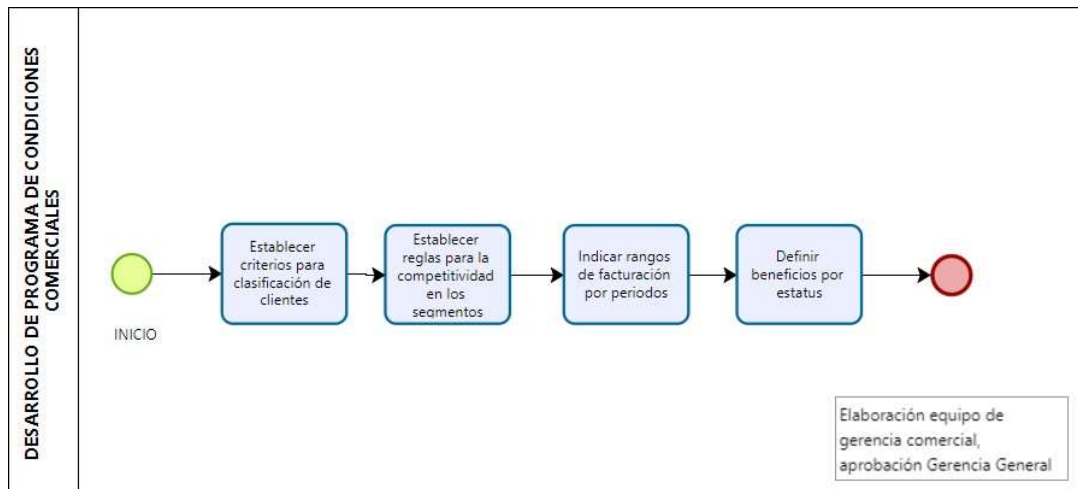 DESARROLLO DE PROGRAMA DE CONDICIONES
COMERCIALES
INICIO
Establecer
criterios para
clasificación de
clientes
Establecer
reglas para la
competitividad
en los
segmentos
Indicar rangos
de facturación
por periodos
Definir
beneficios por
estatus
Elaboración equipo de
gerencia comercial,
aprobación Gerencia General